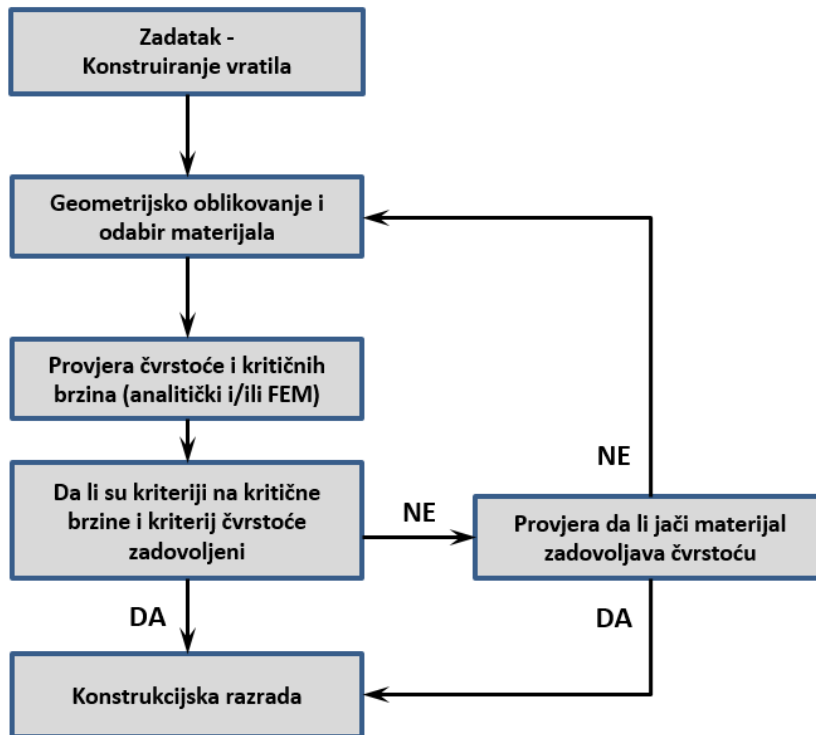 Zadatak -
Konstruiranje vratila
Geometrijsko oblikovanje i
odabir materijala
Provjera čvrstoće i kritičnih
brzina (analitički i/ili FEM)
Da li su kriteriji na kritične
brzine i kriterij čvrstoće
zadovoljeni
NE
NE
Provjera da li jači materijal
zadovoljava čvrstoću
DA
DA
Konstrukcijska razrada